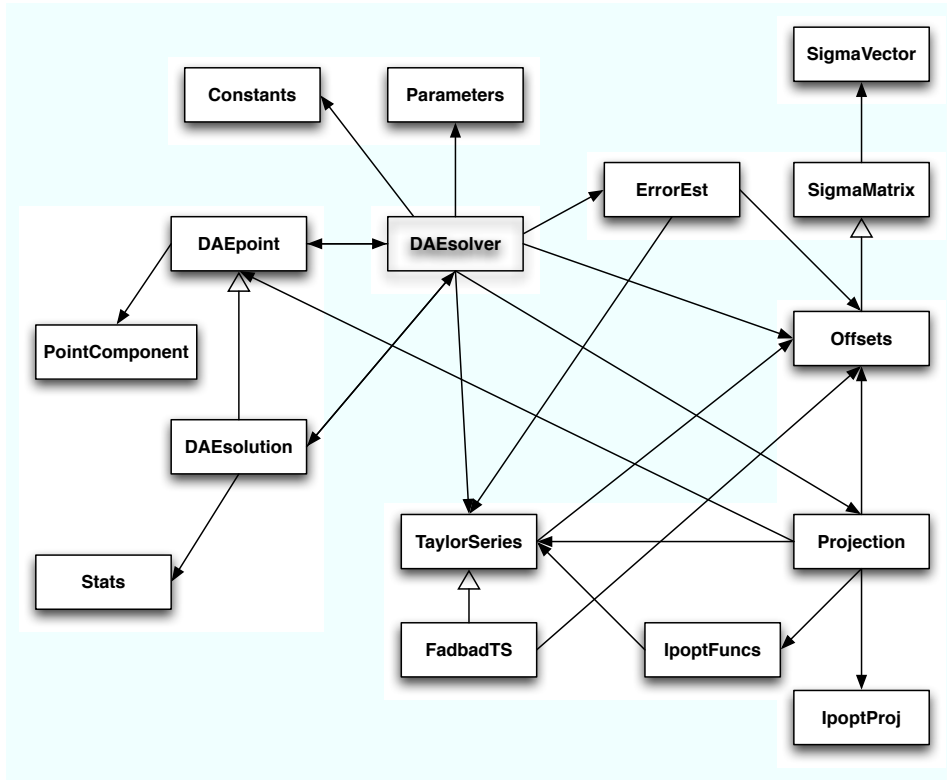 SigmaVector
Constants
Parameters
ErrorEst
SigmaMatrix
DAEpoint
DAEsolver
PointComponent
Offsets
DAEsolution
TaylorSeries
Projection
Stats
FadbadTS
IpoptFuncs
IpoptProj